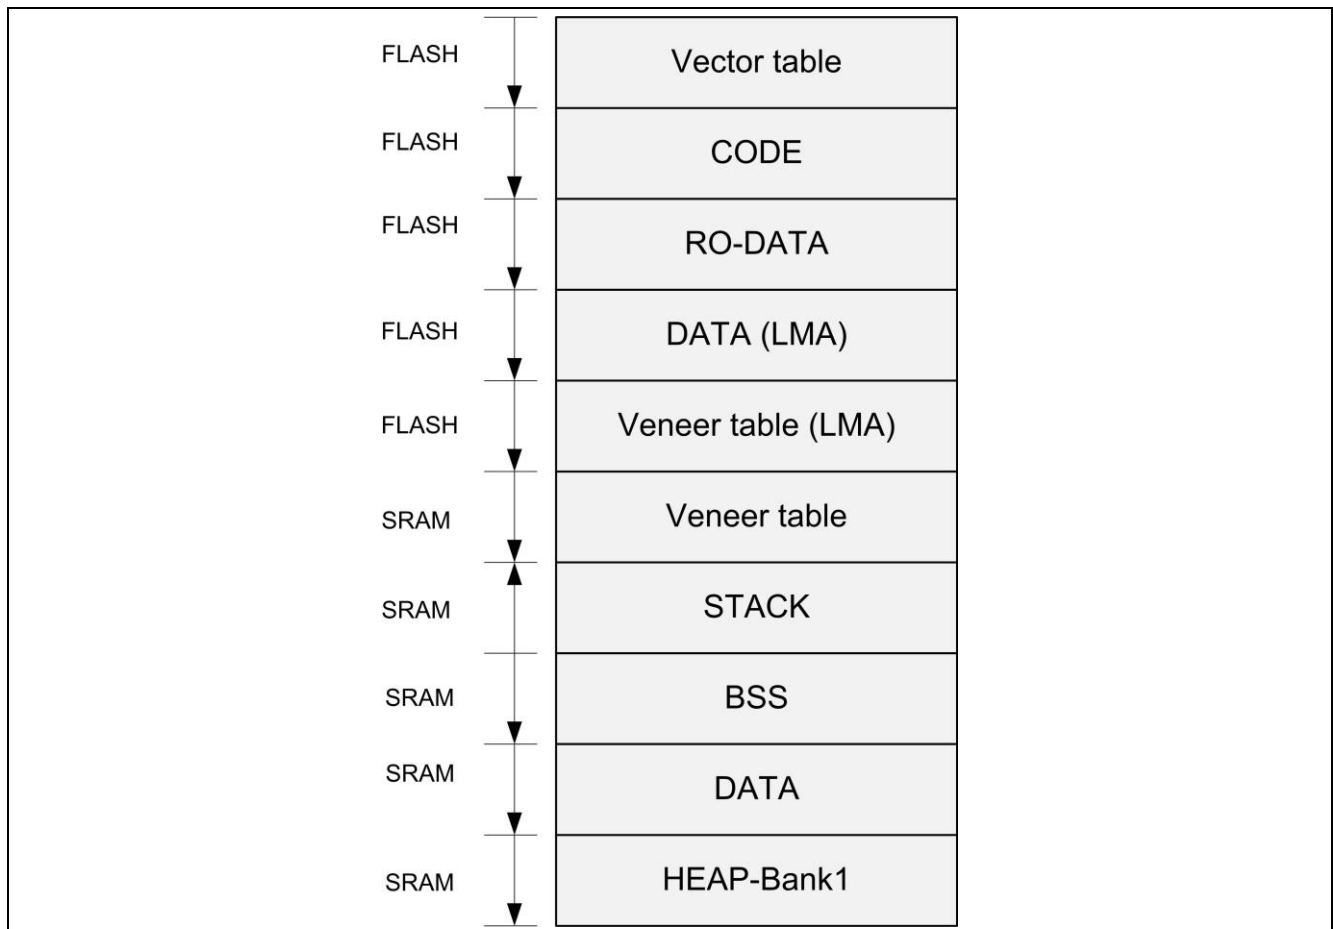 FLASH
Vector table
FLASH
CODE
FLASH
RO-DATA
FLASH
DATA (LMA)
FLASH
Veneer table (LMA)
SRAM
Veneer table
SRAM
STACK
SRAM
BSS
SRAM
DATA
SRAM
HEAP-Bank1